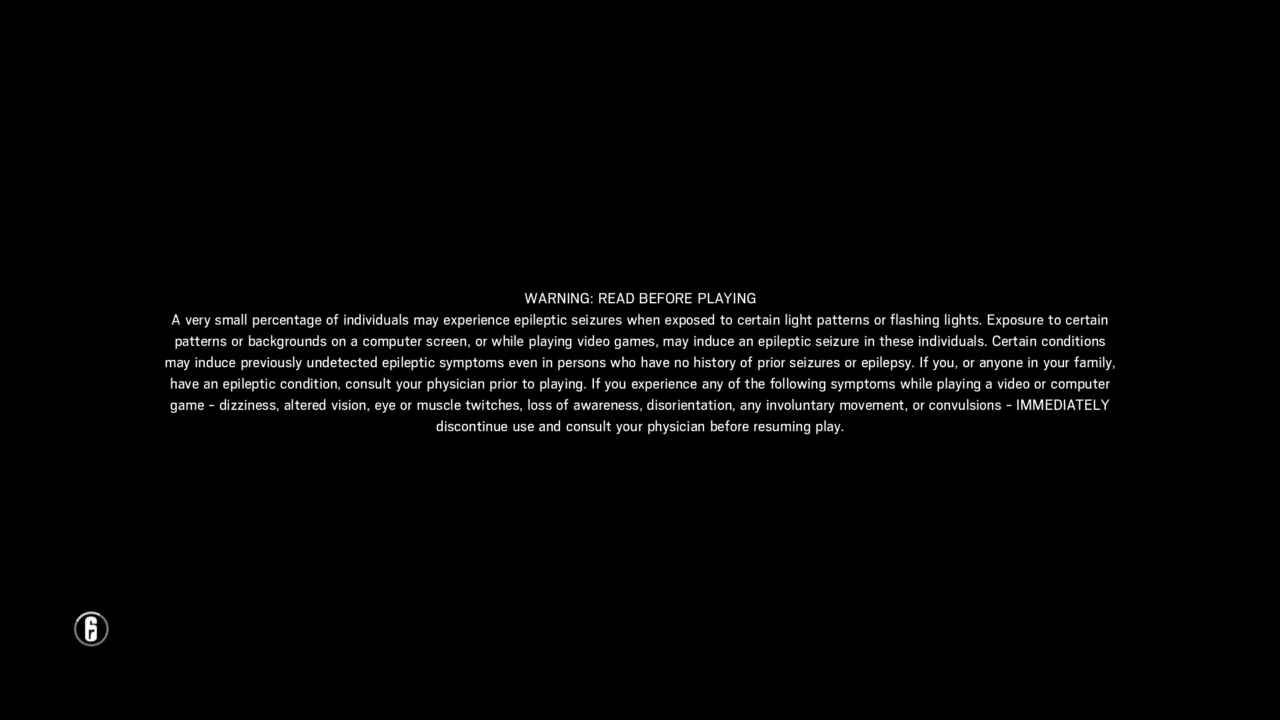 WARNING: READ BEFORE PLAYING
A very small percentage of individuals may experience epileptic seizures when exposed to certain light patterns or flashing lights. Exposure to certain
patterns or backgrounds on a computer screen, or while playing video games, may induce an epileptic seizure in these individuals. Certain conditions
may induce previously undetected epileptic symptoms even in persons who have no history of prior seizures or epilepsy. If you, or anyone in your family,
have an epileptic condition, consult your physician prior to playing. If you experience any of the following symptoms while playing a video or computer
game - dizziness, altered vision, eye or muscle twitches, loss of awareness, disorientation, any involuntary movement, or convulsions - IMMEDIATELY
discontinue use and consult your physician before resuming play.
6